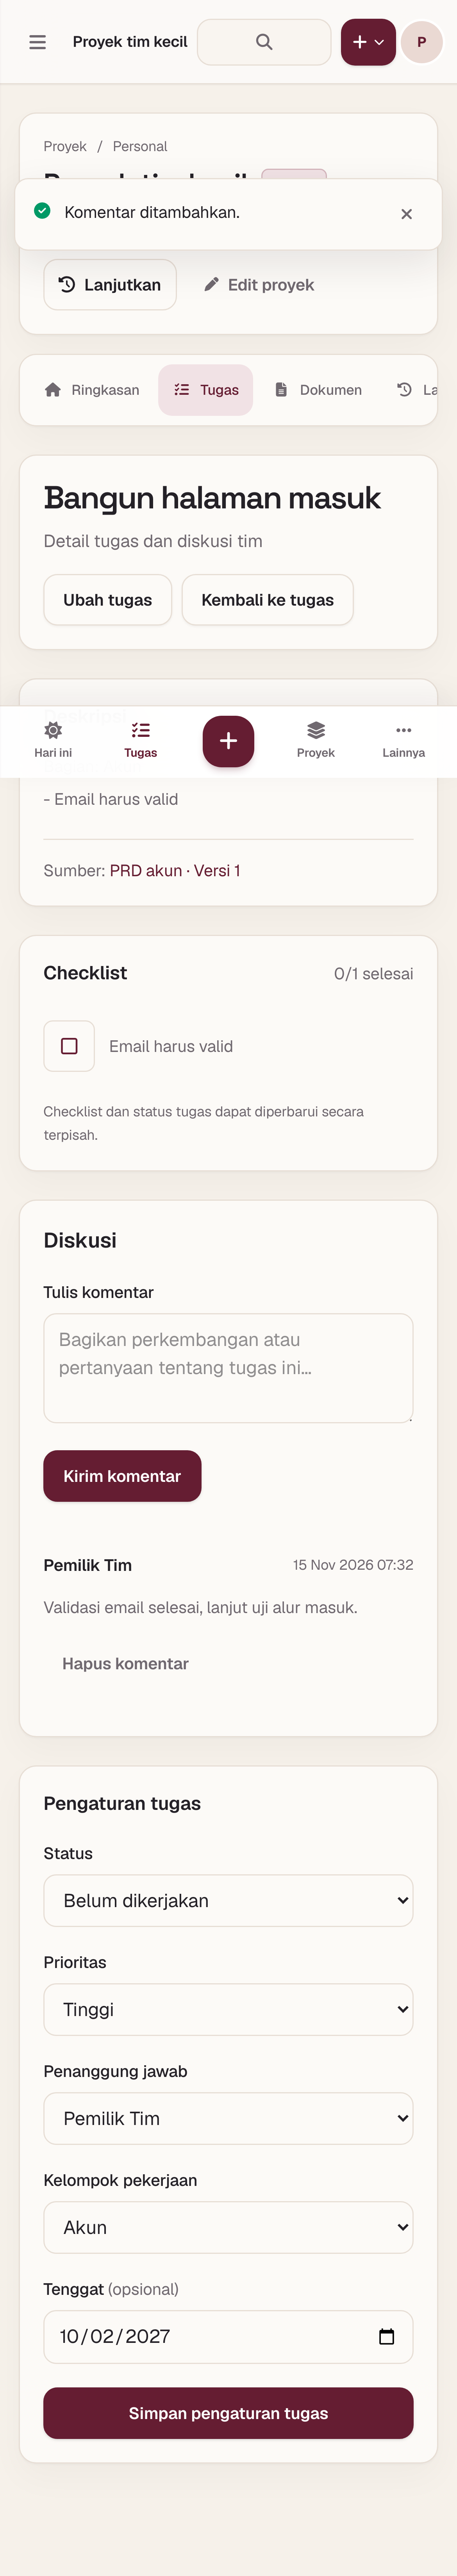 Proyek tim kecil
P
Proyek / Personal
Komentar ditambahkan.
Lanjutkan
Edit proyek
Ringkasan
Tugas
Dokumen
Bangun halaman masuk
Detail tugas dan diskusi tim
Ubah tugas
Kembali ke tugas
Deskripsi
Hari ini
Tugas
Proyek
Lainnya
- Email harus valid
Sumber: PRD akun · Versi 1
Checklist
0/1 selesai
Email harus valid
Checklist dan status tugas dapat diperbarui secara
terpisah.
Diskusi
Tulis komentar
Bagikan perkembangan atau
pertanyaan tentang tugas ini...
Kirim komentar
Pemilik Tim
15 Nov 2026 07:32
Validasi email selesai, lanjut uji alur masuk.
Hapus komentar
Pengaturan tugas
Status
Belum dikerjakan
Prioritas
Tinggi
Penanggung jawab
Pemilik Tim
Kelompok pekerjaan
Akun
Tenggat (opsional)
10/02/2027
Simpan pengaturan tugas